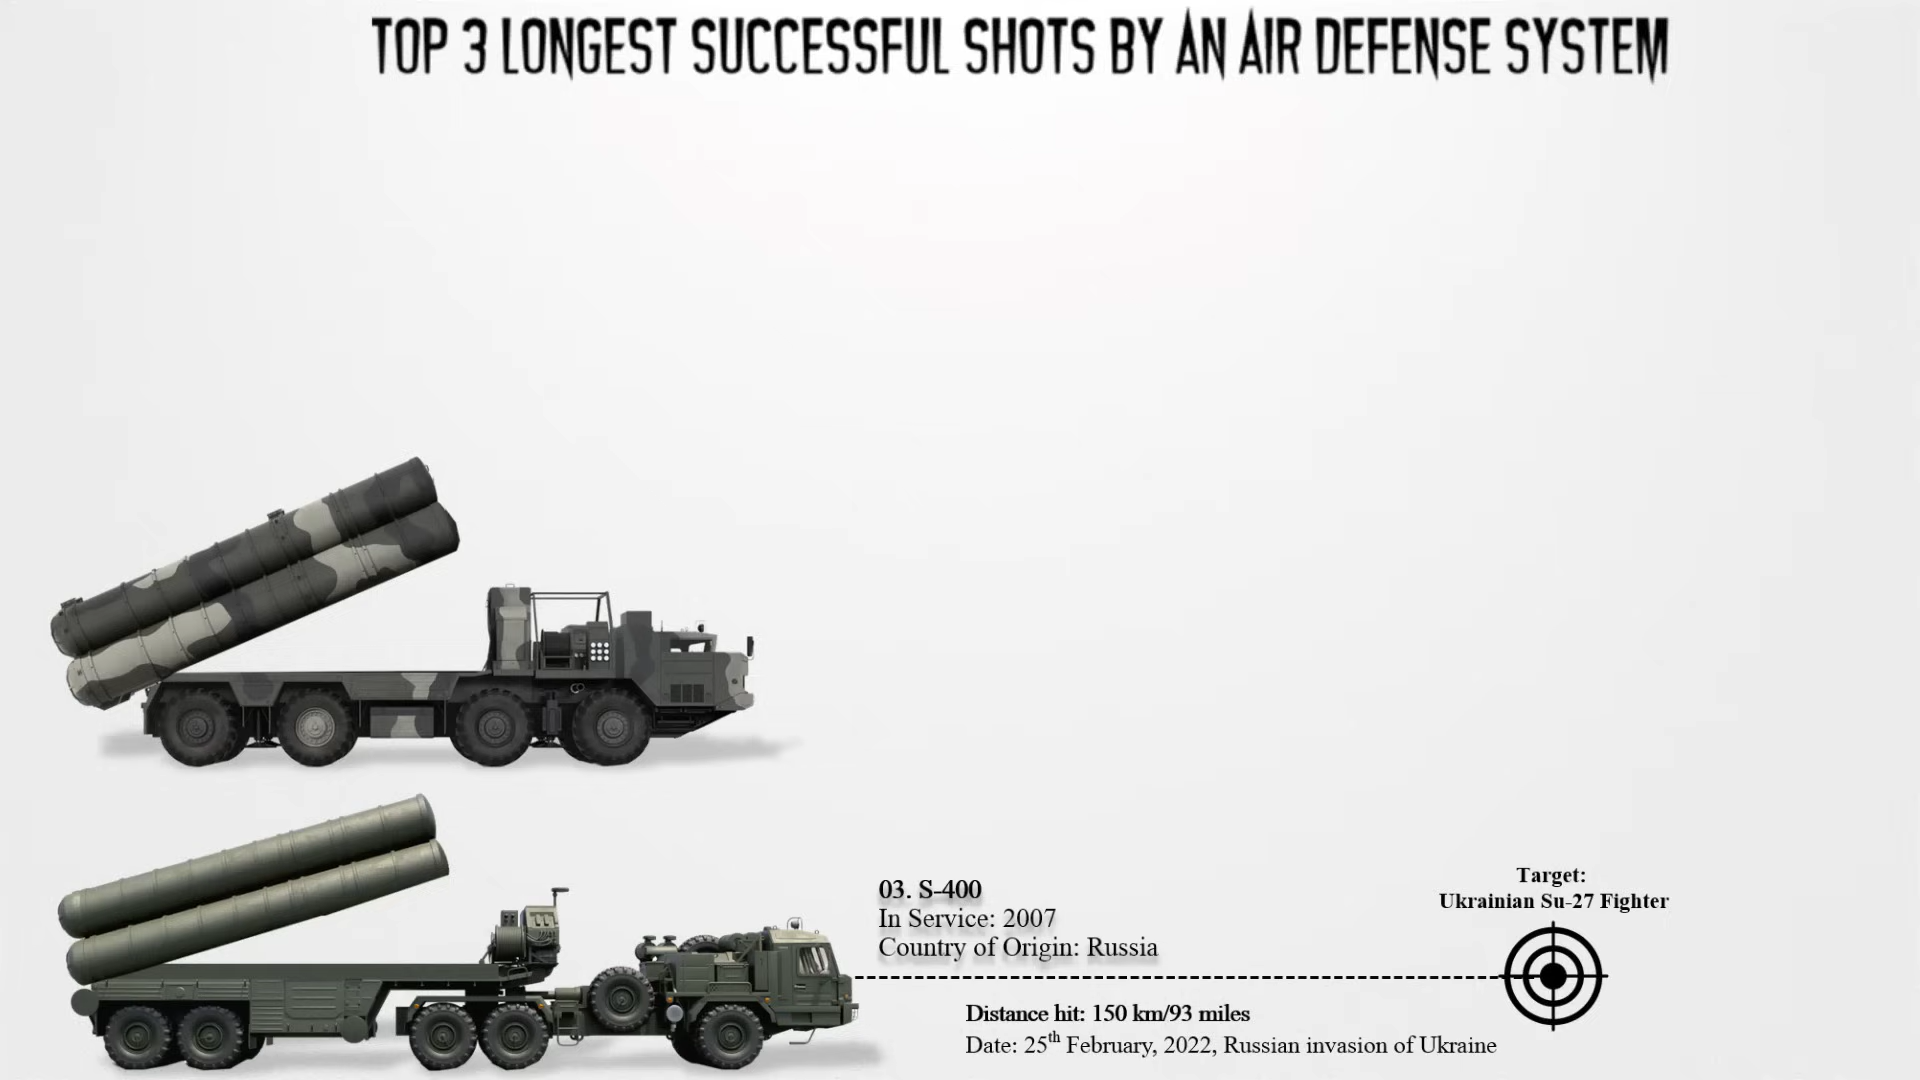 TOP 3 LONGEST SUCCESSFUL SHOTS BY AN AIR DEFENSE SYSTEM
03. S-400
In Service: 2007
Country of Origin: Russia
Target:
Ukrainian Su-27 Fighter
Distance hit: 150 km/93 miles
Date: 25th February, 2022, Russian invasion of Ukraine